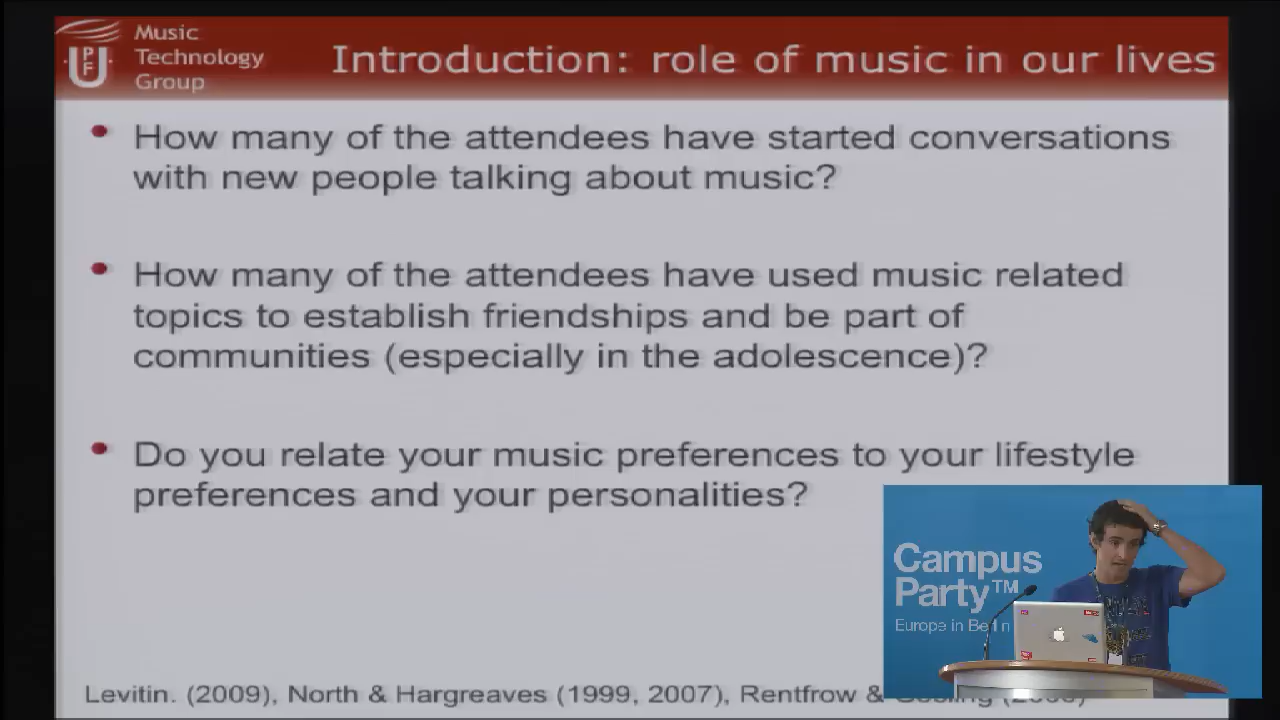 Music
Technology
Group
UPF
Introduction: role of music in our lives
• How many of the attendees have started conversations
with new people talking about music?
• How many of the attendees have used music related
topics to establish friendships and be part of
communities (especially in the adolescence)?
• Do you relate your music preferences to your lifestyle
preferences and your personalities?
Campus
Party™
Europe in Berlin
Levitin. (2009), North & Hargreaves (1999, 2007), Rentfrow &